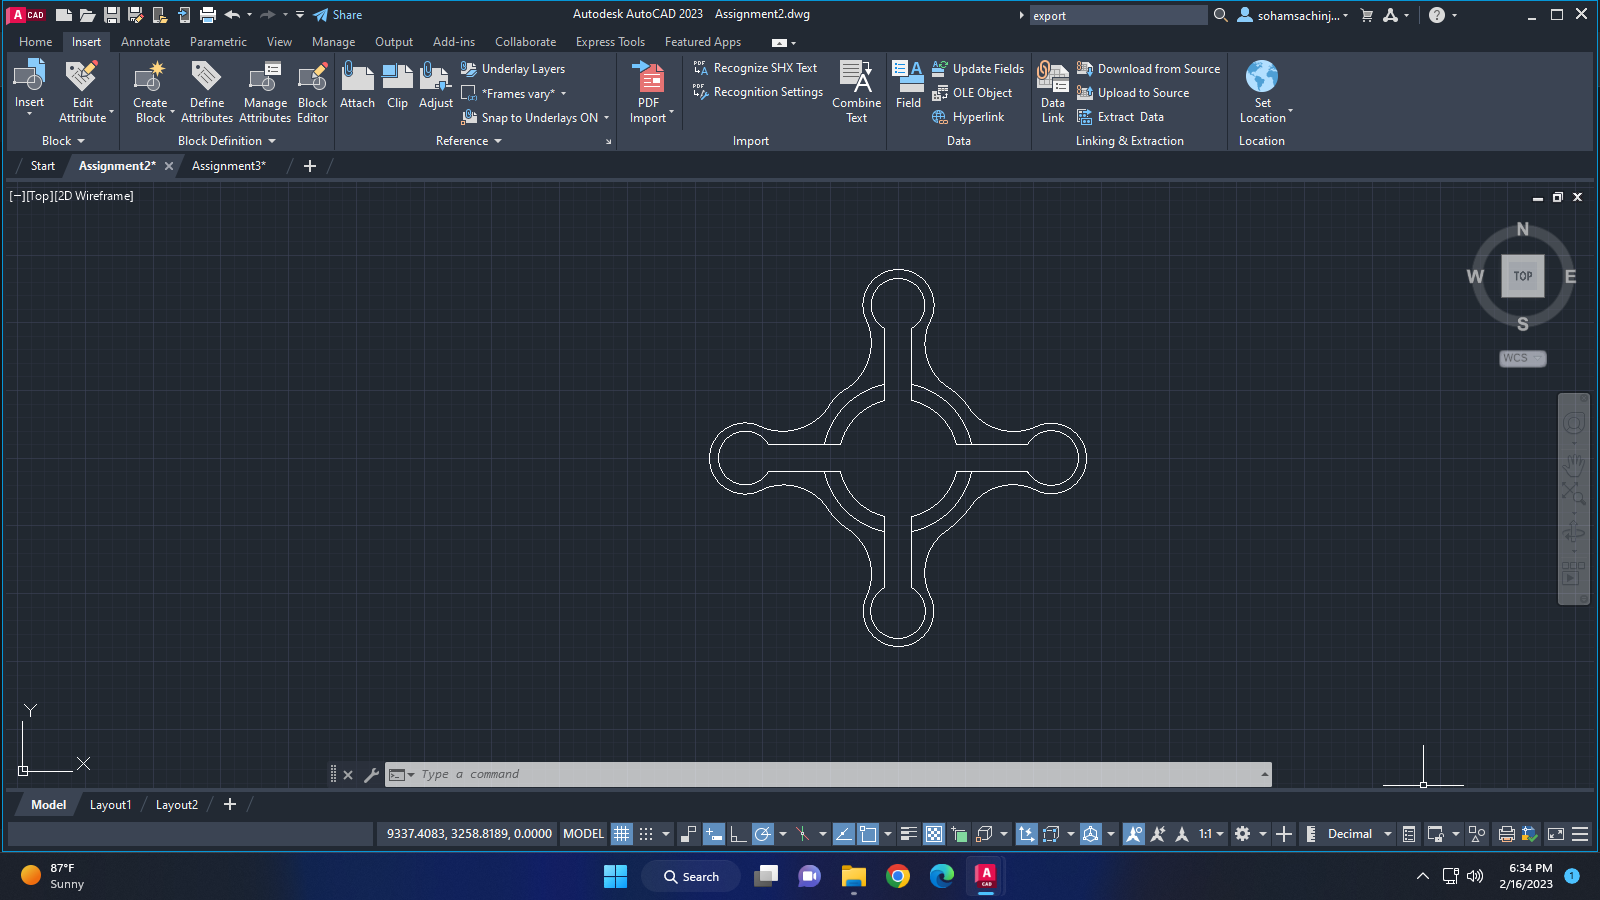 A CAD
Share
Autodesk AutoCAD 2023 Assignment2.dwg
export
sohamsachinj...
Home Insert Annotate Parametric View Manage Output Add-ins Collaborate Express Tools Featured Apps
Insert
Edit
Attribute
Block
Create
Block
Define
Attributes
Manage
Attributes
Block
Editor
Block Definition
Attach
Clip
Adjust
Underlay Layers
*Frames vary*
Snap to Underlays ON
Reference
PDF
Import
PDF A Recognize SHX Text
PDF Recognition Settings
Combine
Text
Import
Field
Update Fields
OLE Object
Hyperlink
Data
Data
Link
Download from Source
Upload to Source
Extract Data
Linking & Extraction
Set
Location
Location
Start Assignment2* Assignment3*
[−][Top][2D Wireframe]
N
W TOP E
S
WCS
Y
X
Type a command
Model Layout1 Layout2
9337.4083, 3258.8189, 0.0000 MODEL 1:1 Decimal
87°F
Sunny
Search
A CAD
6:34 PM
2/16/2023
1